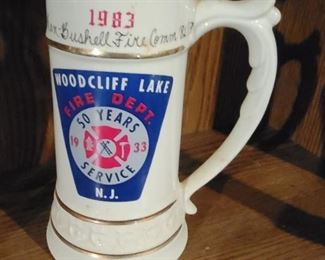 1983
Bushell Fire Comm
WOODCLIFF LAKE
FIRE DEPT.
50 YEARS
19 33
SERVICE
N.J.